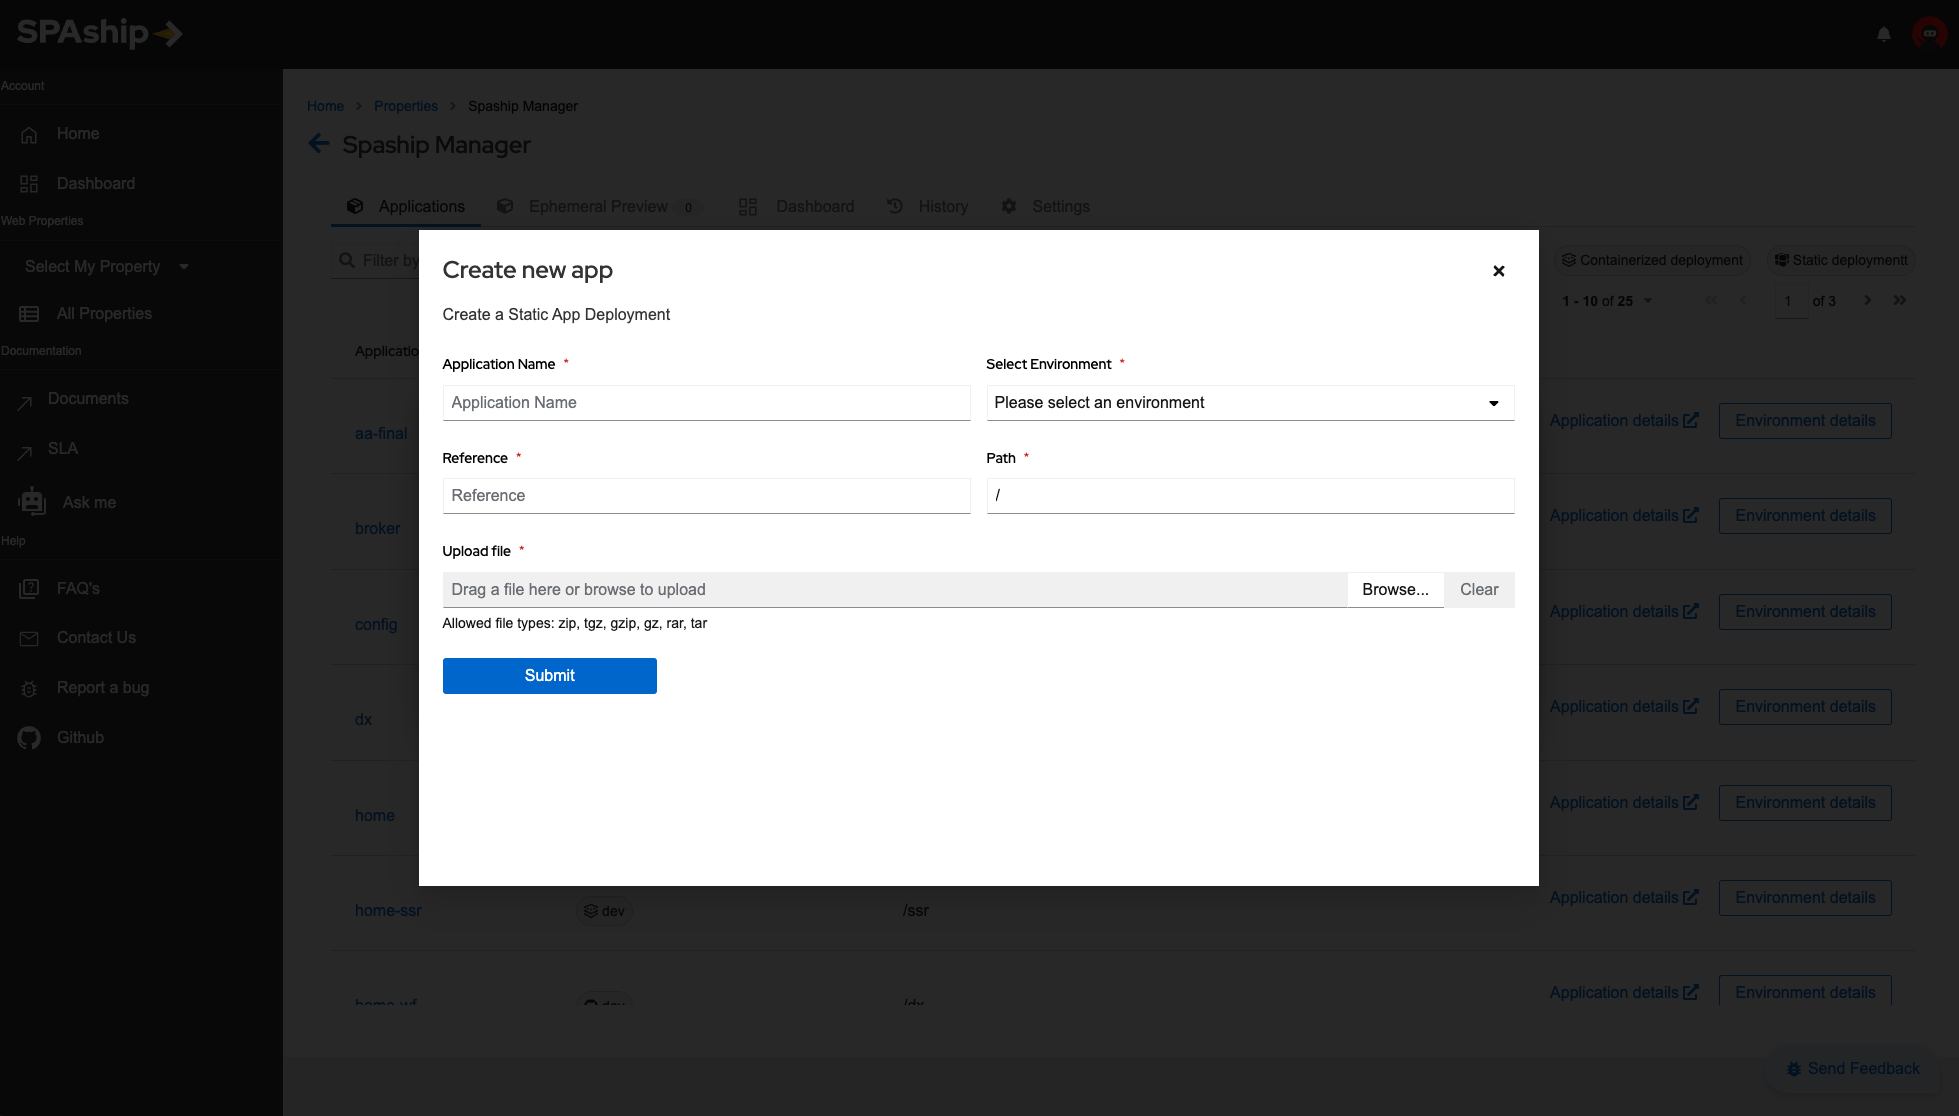 SPAship
Account
Home
Dashboard
Web Properties
Select My Property
All Properties
Documentation
Documents
SLA
Ask me
Help
FAQ's
Contact Us
Report a bug
Github
Home > Properties > Spaship Manager
Spaship Manager
Applications Ephemeral Preview 0 Dashboard History Settings
Filter by
Containerized deployment Static deploymentt
1 - 10 of 25 1 of 3
Create new app
Create a Static App Deployment
Application Name *
Application Name
Select Environment *
Please select an environment
Reference *
Reference
Path *
/
Upload file *
Drag a file here or browse to upload Browse... Clear
Allowed file types: zip, tgz, gzip, gz, rar, tar
Submit
aa-final Application details Environment details
broker Application details Environment details
config Application details Environment details
dx Application details Environment details
home Application details Environment details
home-ssr dev /ssr Application details Environment details
home-wf dev /dx Application details Environment details
Send Feedback